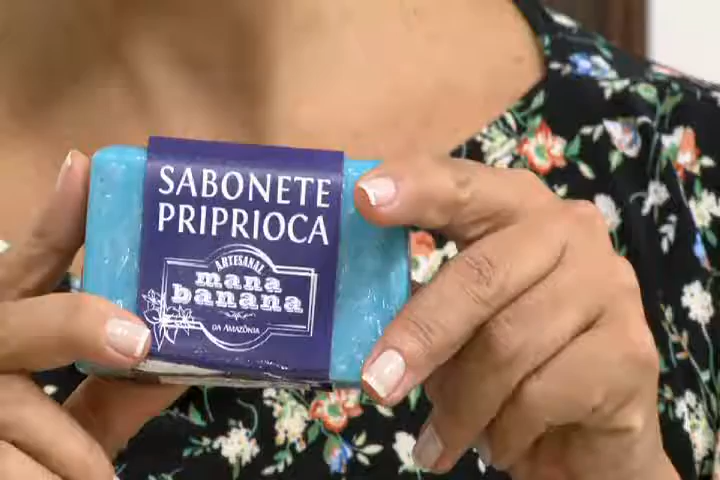 SABONETE
PRIPRIOCA
ARTESANAL
mana
banana
DA AMAZÔNIA